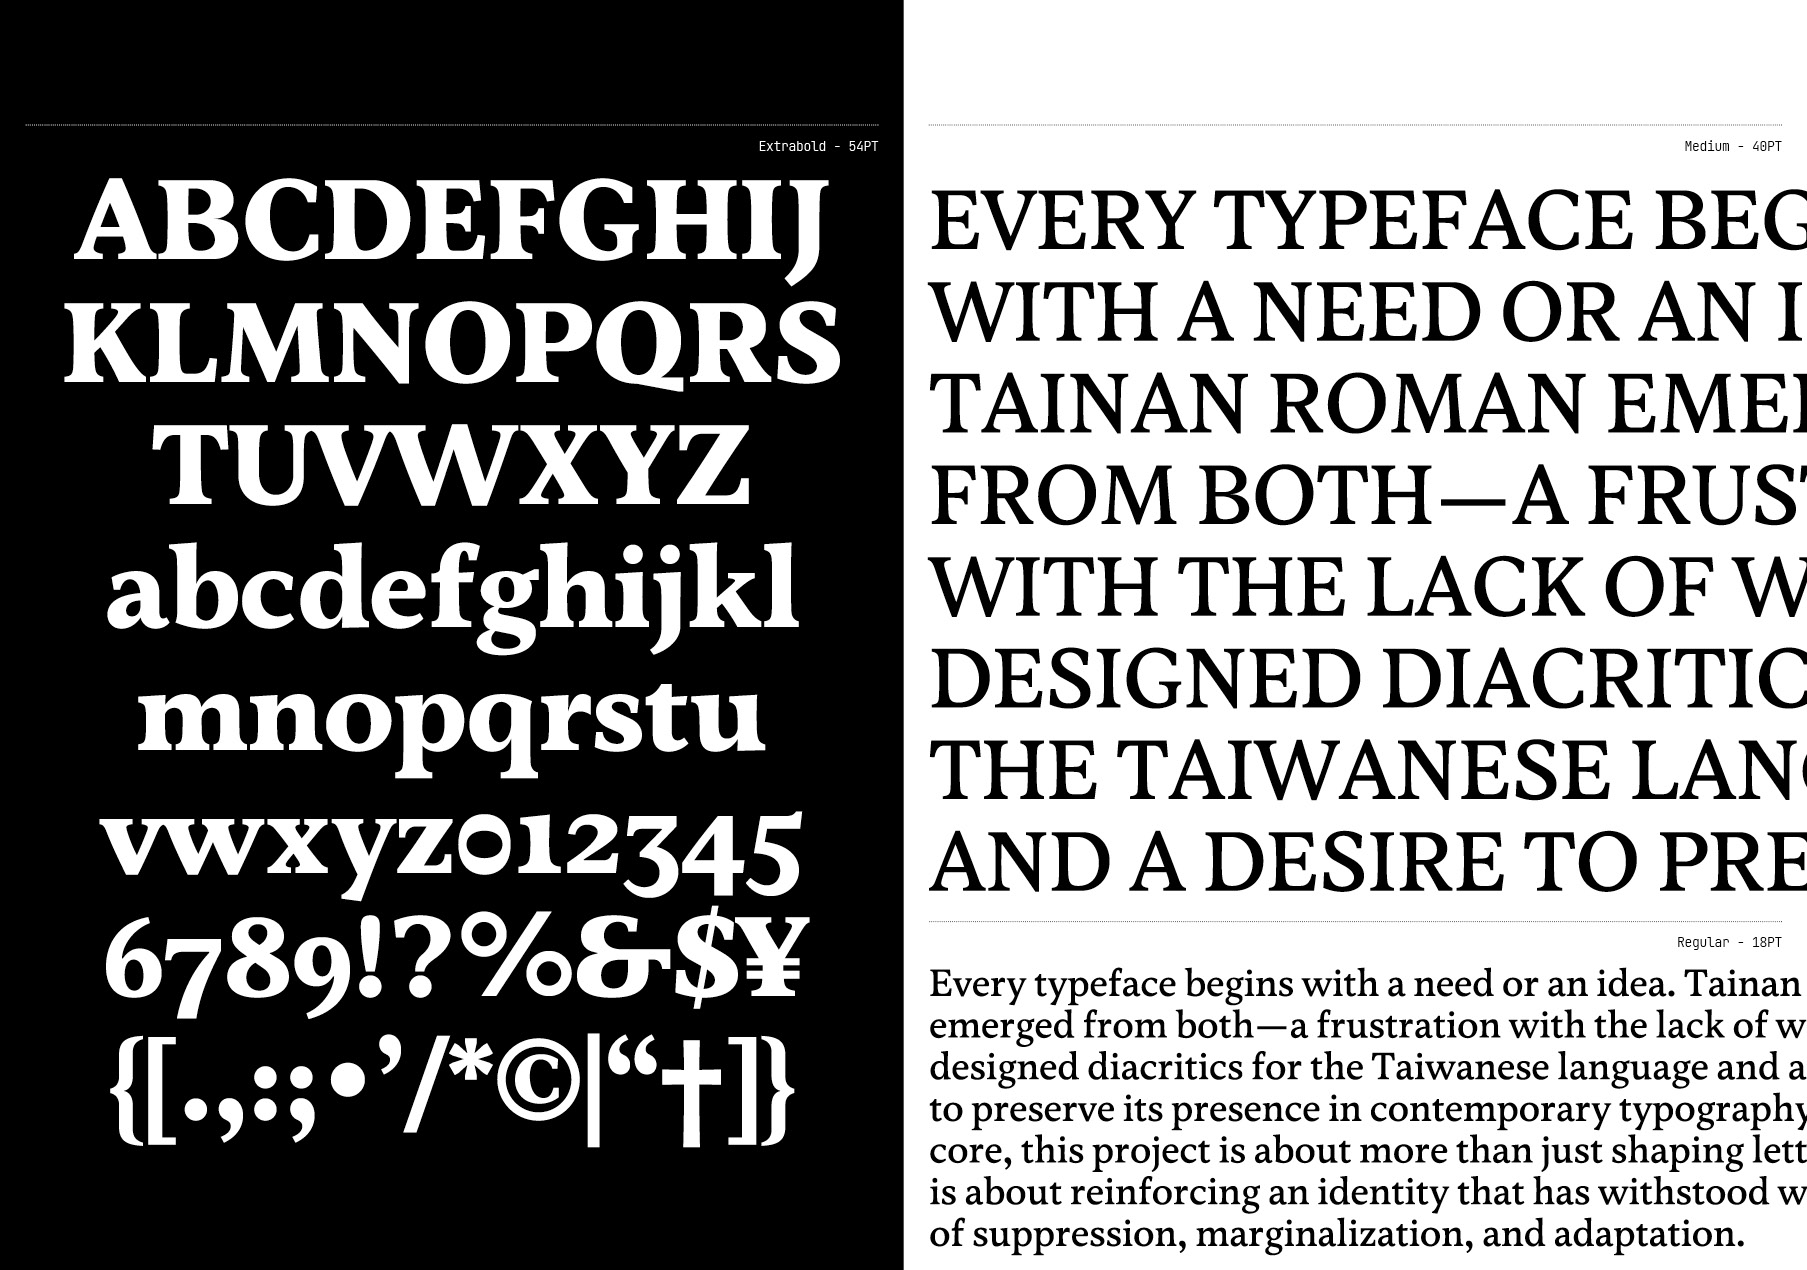 Extrabold - 54PT
ABCDEFGHIJ
KLMNOPQRS
TUVWXYZ
abcdefghijkl
mnopqrstu
vwxyz012345
6789!?%&$¥
{[.,:;•’/*©|“†]}
Medium - 40PT
EVERY TYPEFACE BEG
WITH A NEED OR AN I
TAINAN ROMAN EME
FROM BOTH—A FRUST
WITH THE LACK OF W
DESIGNED DIACRITIC
THE TAIWANESE LAN
AND A DESIRE TO PRE
Regular - 18PT
Every typeface begins with a need or an idea. Tainan
emerged from both—a frustration with the lack of w
designed diacritics for the Taiwanese language and a
to preserve its presence in contemporary typography
core, this project is about more than just shaping lett
is about reinforcing an identity that has withstood w
of suppression, marginalization, and adaptation.